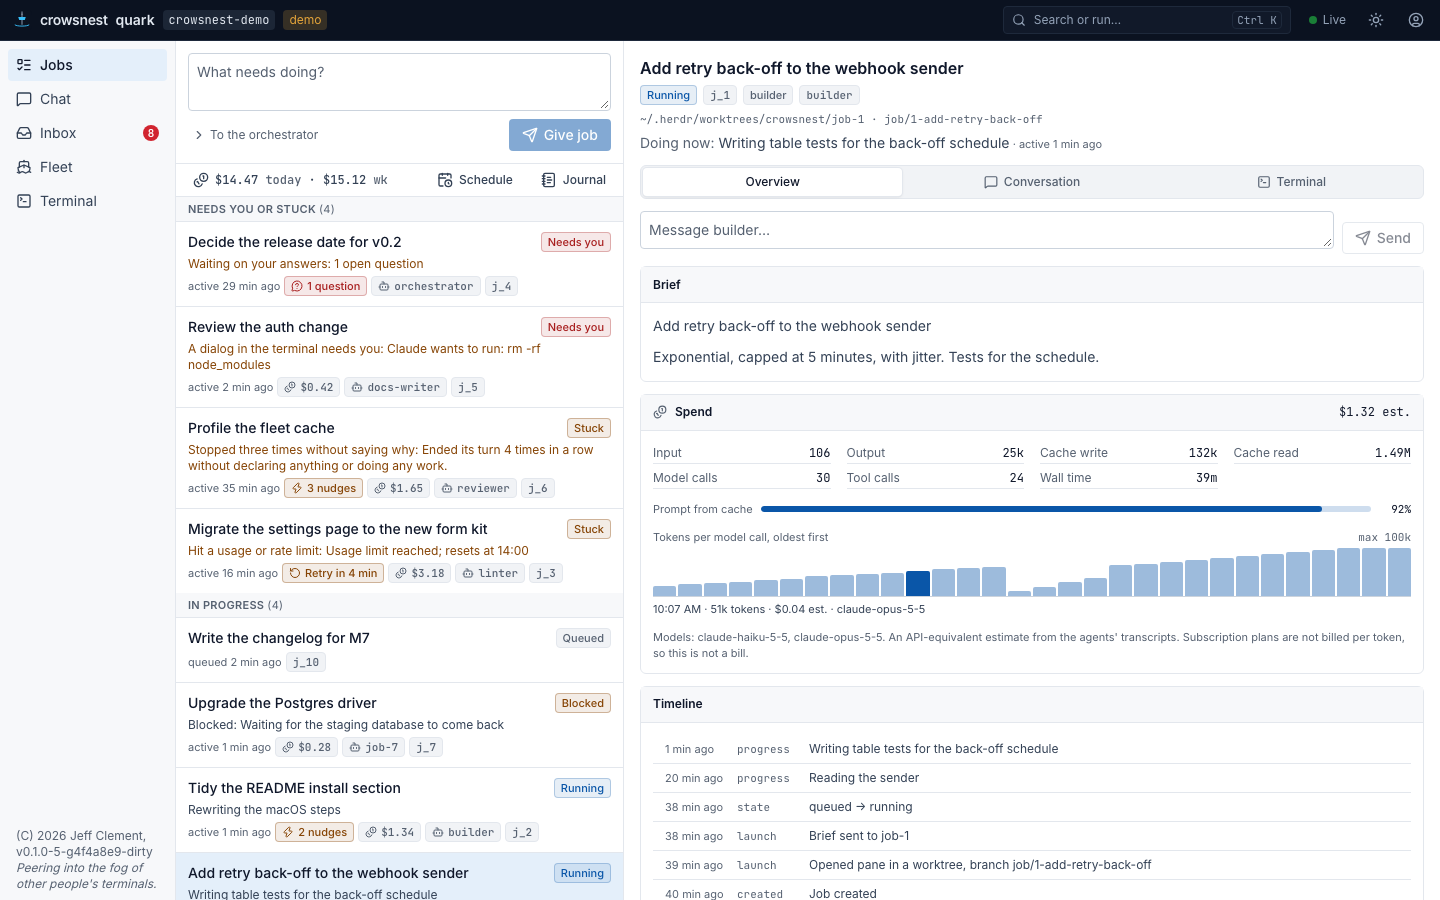 crowsnest quark crowsnest-demo demo
Search or run... Ctrl K
Live
Jobs
Chat
Inbox 8
Fleet
Terminal
(C) 2026 Jeff Clement,
v0.1.0-5-g4f4a8e9-dirty
Peering into the fog of
other people's terminals.
What needs doing?
To the orchestrator
Give job
$14.47 today · $15.12 wk
Schedule
Journal
NEEDS YOU OR STUCK (4)
Decide the release date for v0.2 Needs you
Waiting on your answers: 1 open question
active 29 min ago 1 question orchestrator j_4
Review the auth change Needs you
A dialog in the terminal needs you: Claude wants to run: rm -rf
node_modules
active 2 min ago $0.42 docs-writer j_5
Profile the fleet cache Stuck
Stopped three times without saying why: Ended its turn 4 times in a row
without declaring anything or doing any work.
active 35 min ago 3 nudges $1.65 reviewer j_6
Migrate the settings page to the new form kit Stuck
Hit a usage or rate limit: Usage limit reached; resets at 14:00
active 16 min ago Retry in 4 min $3.18 linter j_3
IN PROGRESS (4)
Write the changelog for M7 Queued
queued 2 min ago j_10
Upgrade the Postgres driver Blocked
Blocked: Waiting for the staging database to come back
active 1 min ago $0.28 job-7 j_7
Tidy the README install section Running
Rewriting the macOS steps
active 1 min ago 2 nudges $1.34 builder j_2
Add retry back-off to the webhook sender Running
Writing table tests for the back-off schedule
Add retry back-off to the webhook sender
Running j_1 builder builder
~/.herdr/worktrees/crowsnest/job-1 · job/1-add-retry-back-off
Doing now: Writing table tests for the back-off schedule · active 1 min ago
Overview
Conversation
Terminal
Message builder...
Send
Brief
Add retry back-off to the webhook sender
Exponential, capped at 5 minutes, with jitter. Tests for the schedule.
Spend $1.32 est.
Input 106 Output 25k Cache write 132k Cache read 1.49M
Model calls 30 Tool calls 24 Wall time 39m
Prompt from cache 92%
Tokens per model call, oldest first max 100k
10:07 AM · 51k tokens · $0.04 est. · claude-opus-5-5
Models: claude-haiku-5-5, claude-opus-5-5. An API-equivalent estimate from the agents' transcripts. Subscription plans are not billed per token,
so this is not a bill.
Timeline
1 min ago progress Writing table tests for the back-off schedule
20 min ago progress Reading the sender
38 min ago state queued → running
38 min ago launch Brief sent to job-1
39 min ago launch Opened pane in a worktree, branch job/1-add-retry-back-off
40 min ago created Job created